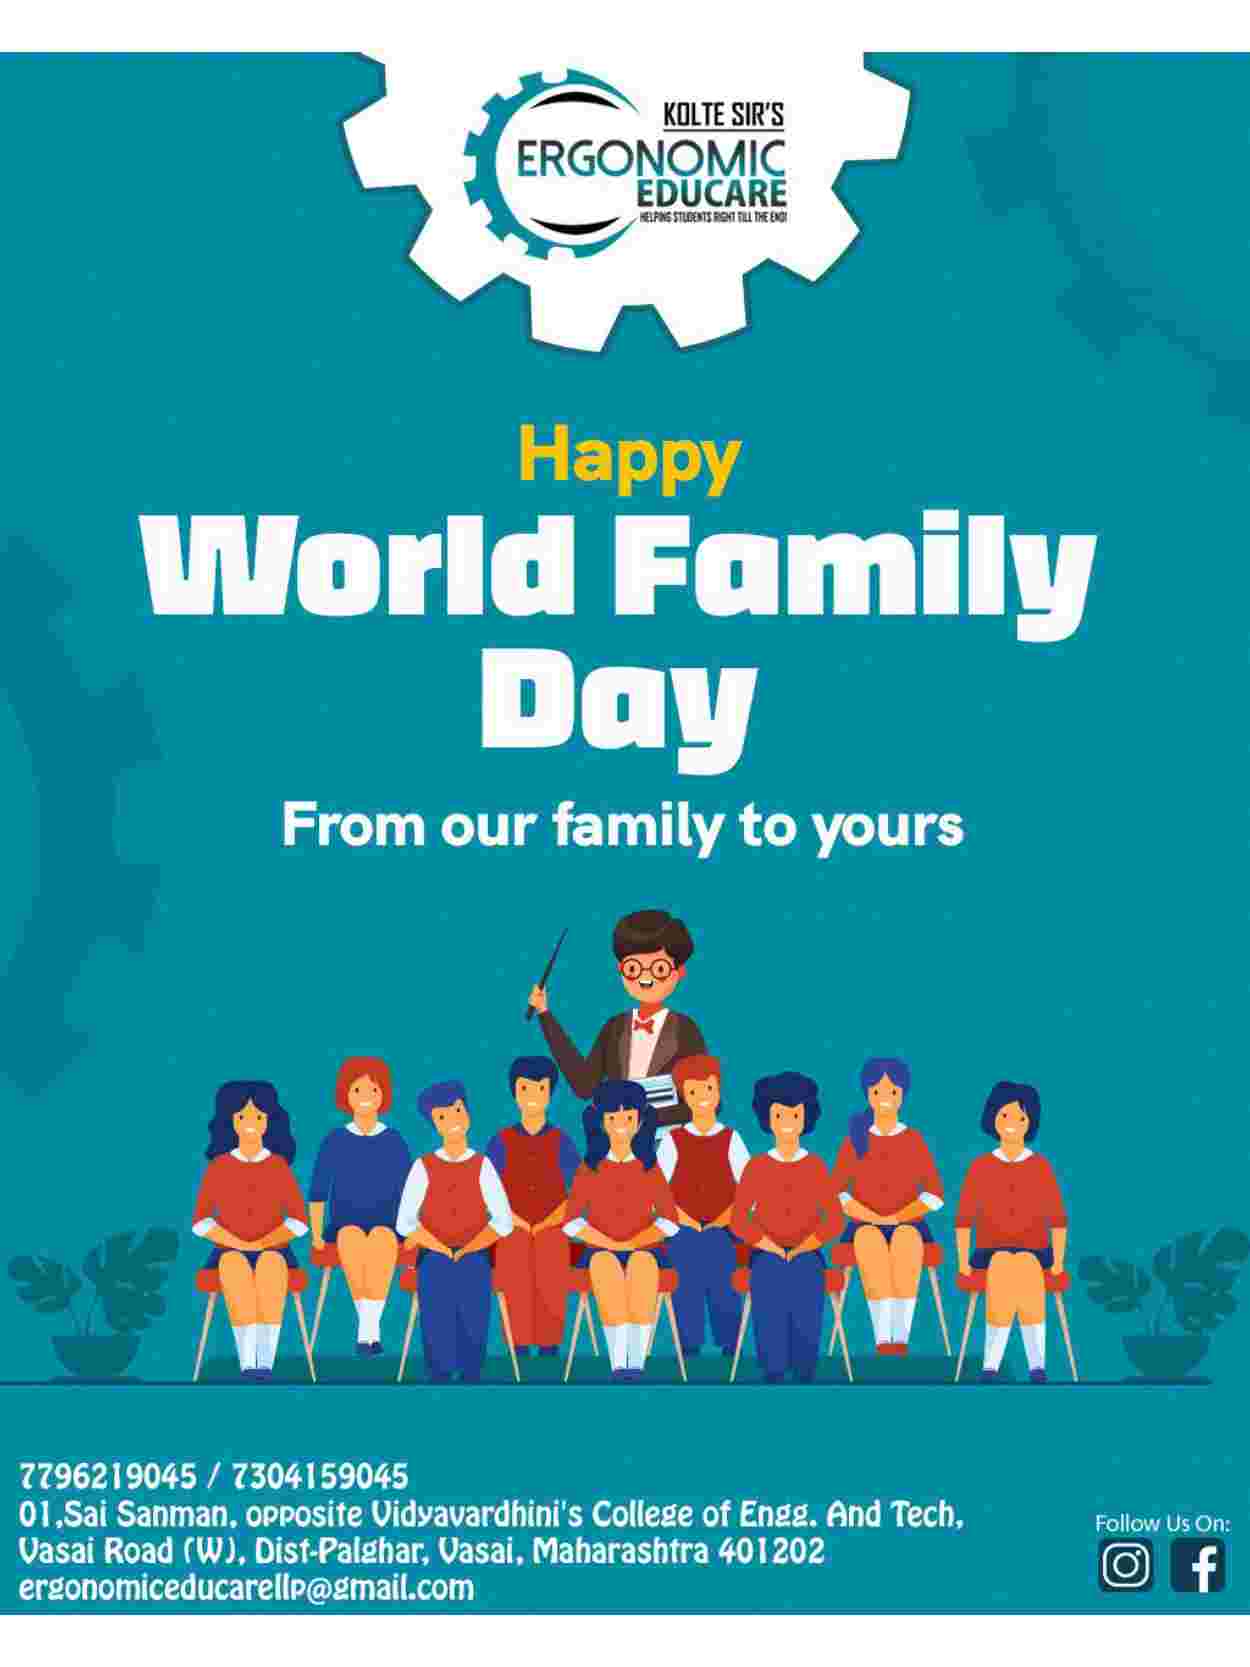 KOLTE SIR'S
ERGONOMIC
EDUCARE
HELPING STUDENTS RIGHT TILL THE END!
Happy
World Family
Day
From our family to yours
7796219045 / 7304159045
01,Sai Sanman, opposite Vidyavardhini's College of Engg. And Tech,
Vasai Road (W), Dist-Palghar, Vasai, Maharashtra 401202
ergonomiceducarellp@gmail.com
Follow Us On: